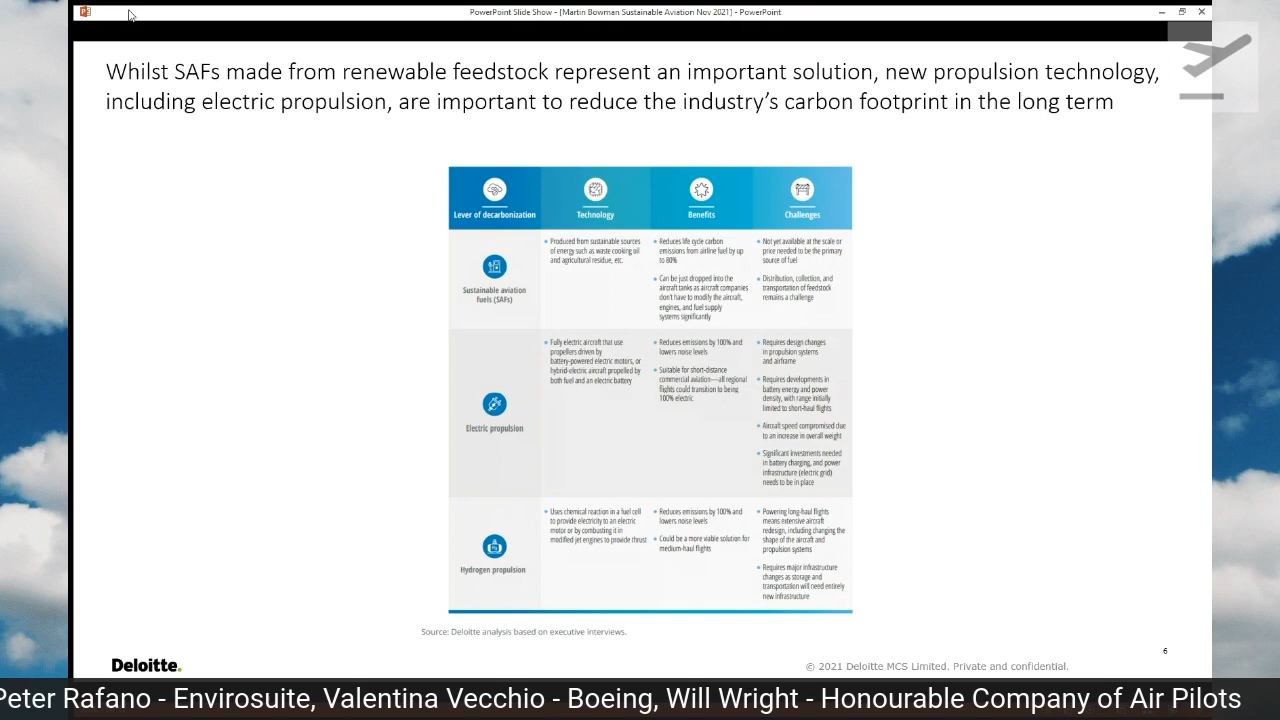 PowerPoint Slide Show - [Martin Bowman Sustainable Aviation Nov 2021] - PowerPoint
Whilst SAFs made from renewable feedstock represent an important solution, new propulsion technology,
including electric propulsion, are important to reduce the industry's carbon footprint in the long term
Lever of decarbonization
Technology
Benefits
Challenges
Sustainable aviation
fuels (SAFs)
Produced from sustainable sources
of energy such as waste cooking oil
and agricultural residue, etc.
Reduces life cycle carbon
emissions from airline fuel by up
to 80%
Can be just dropped into the
aircraft tanks as aircraft companies
don't have to modify the aircraft,
engines, and fuel supply
systems significantly
Not yet available at the scale or
price needed to be the primary
source of fuel
Distribution, collection, and
transportation of feedstock
remains a challenge
Electric propulsion
Fully electric aircraft that use
propellers driven by
battery-powered electric motors, or
hybrid-electric aircraft propelled by
both fuel and an electric battery
Reduces emissions by 100% and
lowers noise levels
Suitable for short-distance
commercial aviation—all regional
flights could transition to being
100% electric
Requires design changes
in propulsion systems
and airframe
Requires developments in
battery energy and power
density, with range initially
limited to short-haul flights
Aircraft speed compromised due
to an increase in overall weight
Significant investments needed
in battery charging, and power
infrastructure (electric grid)
needs to be in place
Hydrogen propulsion
Uses chemical reaction in a fuel cell
to provide electricity to an electric
motor or by combusting it in
modified jet engines to provide thrust
Reduces emissions by 100% and
lowers noise levels
Could be a more viable solution for
medium-haul flights
Powering long-haul flights
means extensive aircraft
redesign, including changing the
shape of the aircraft and
propulsion systems
Requires major infrastructure
changes as storage and
transportation will need entirely
new infrastructure
Source: Deloitte analysis based on executive interviews.
6
Deloitte.
© 2021 Deloitte MCS Limited. Private and confidential.
Peter Rafano - Envirosuite, Valentina Vecchio - Boeing, Will Wright - Honourable Company of Air Pilots